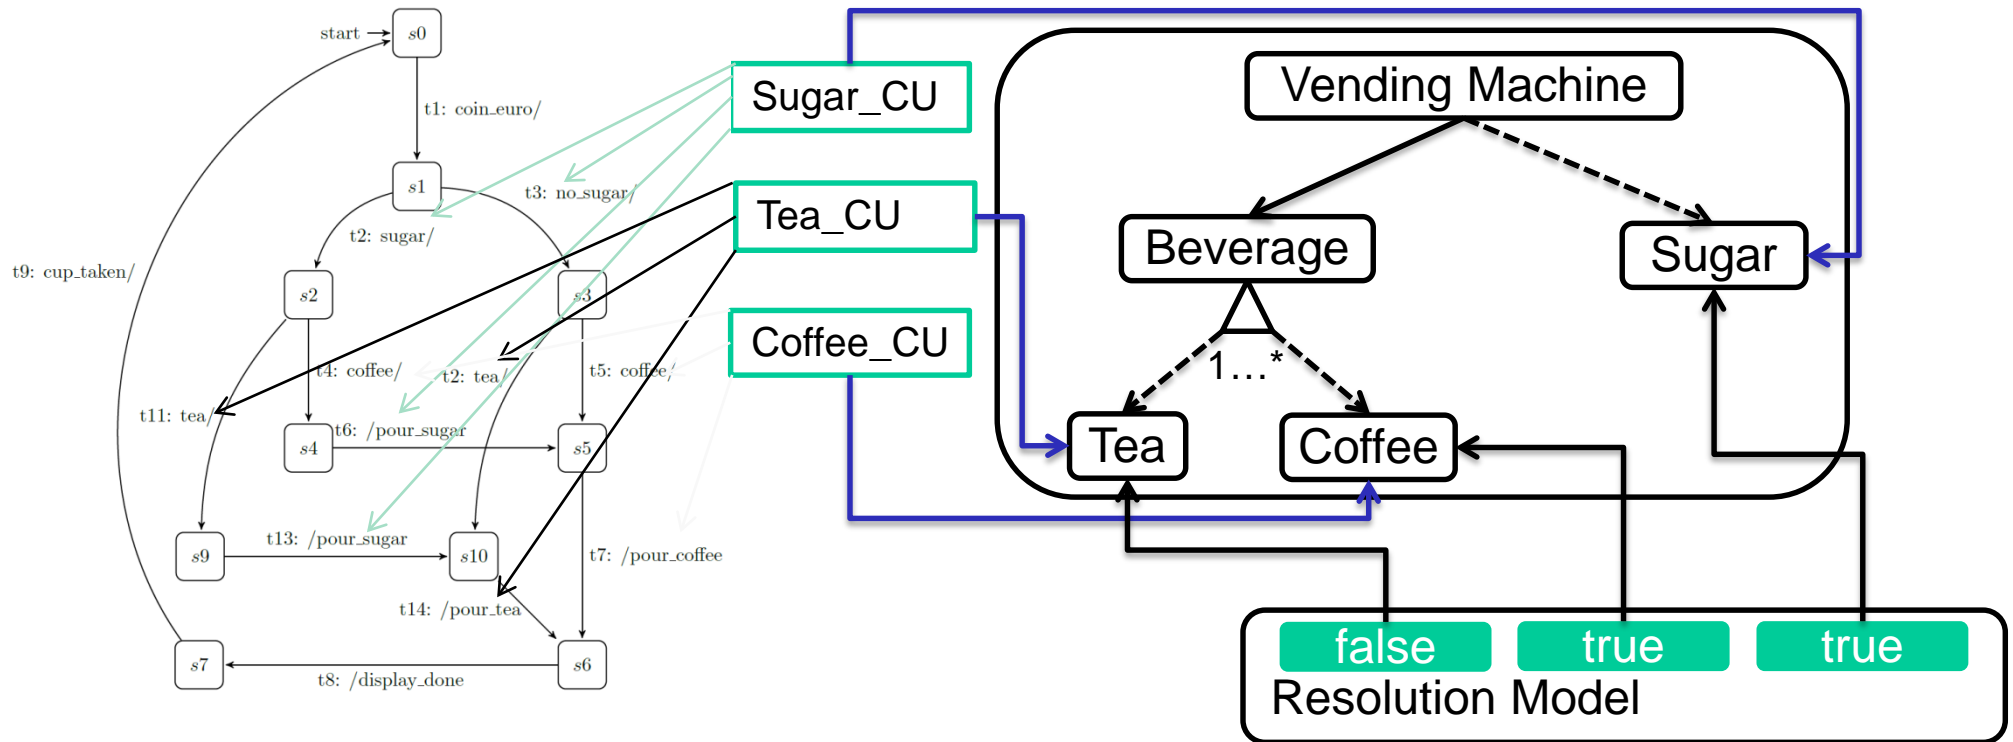 start
s0
t1: coin_euro/
s1
t3: no_sugar/
t2: sugar/
t9: cup_taken/
s2
s3
t4: coffee/
t2: tea/
t5: coffee/
t11: tea/
t6: /pour_sugar
s4
s5
t13: /pour_sugar
s9
s10
t7: /pour_coffee
t14: /pour_tea
s7
s6
t8: /display_done
Sugar_CU
Tea_CU
Coffee_CU
Vending Machine
Beverage
Sugar
1...*
Tea
Coffee
false
true
true
Resolution Model